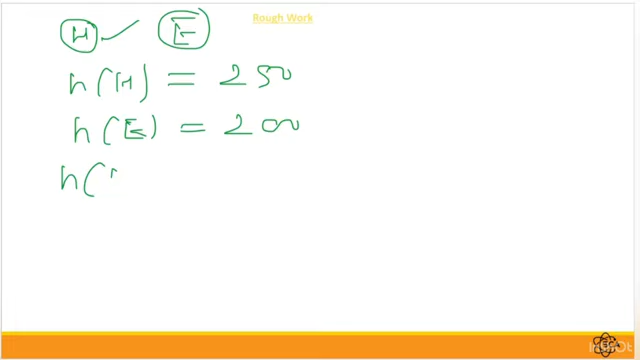 Rough Work
H ✓ E
n(H) = 250
n(E) = 200
n(